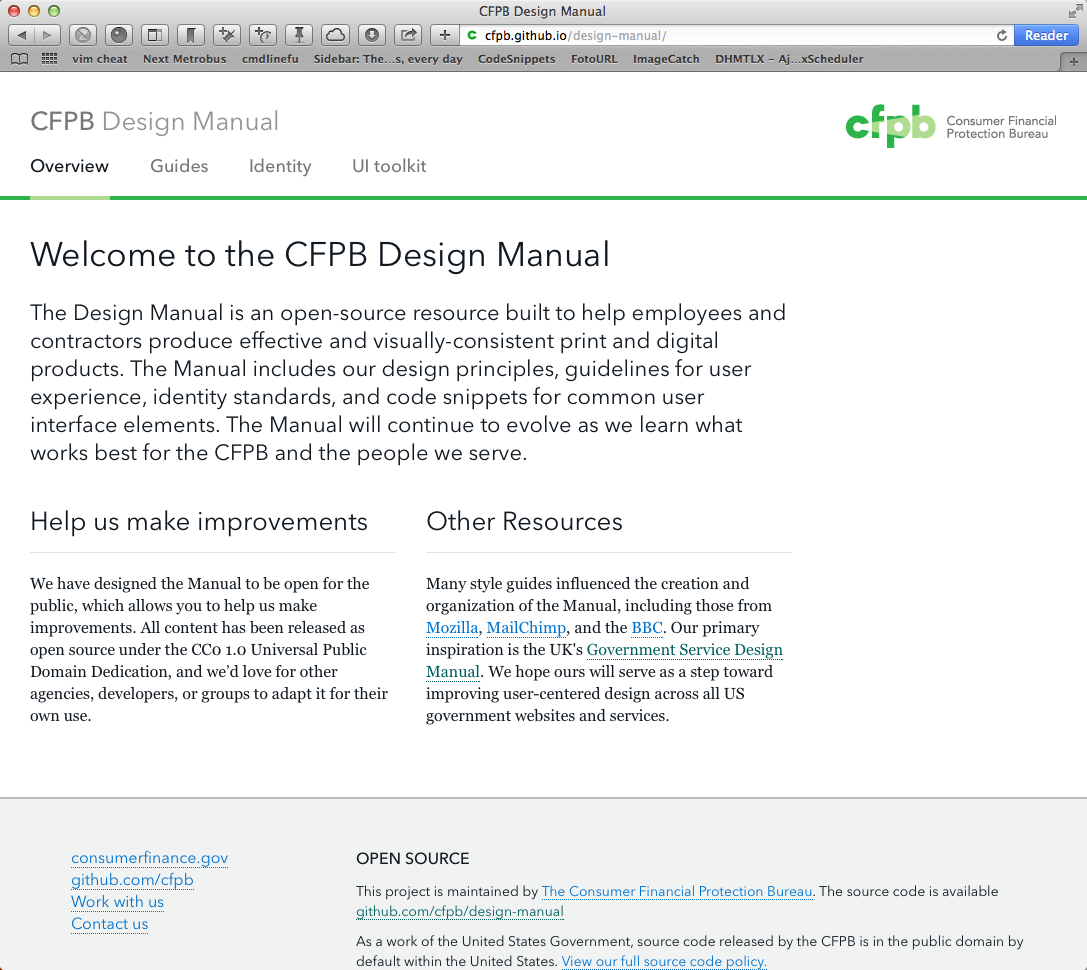 CFPB Design Manual
cfpb.github.io/design-manual/
Reader
vim cheat
Next Metrobus
cmdlinefu
Sidebar: The...s, every day
CodeSnippets
FotoURL
ImageCatch
DHMTLX – Aj...xScheduler
CFPB Design Manual
cfpb
Consumer Financial
Protection Bureau
Overview
Guides
Identity
UI toolkit
Welcome to the CFPB Design Manual
The Design Manual is an open-source resource built to help employees and
contractors produce effective and visually-consistent print and digital
products. The Manual includes our design principles, guidelines for user
experience, identity standards, and code snippets for common user
interface elements. The Manual will continue to evolve as we learn what
works best for the CFPB and the people we serve.
Help us make improvements
We have designed the Manual to be open for the
public, which allows you to help us make
improvements. All content has been released as
open source under the CC0 1.0 Universal Public
Domain Dedication, and we’d love for other
agencies, developers, or groups to adapt it for their
own use.
Other Resources
Many style guides influenced the creation and
organization of the Manual, including those from
Mozilla, MailChimp, and the BBC. Our primary
inspiration is the UK's Government Service Design
Manual. We hope ours will serve as a step toward
improving user-centered design across all US
government websites and services.
consumerfinance.gov
github.com/cfpb
Work with us
Contact us
OPEN SOURCE
This project is maintained by The Consumer Financial Protection Bureau. The source code is available
github.com/cfpb/design-manual
As a work of the United States Government, source code released by the CFPB is in the public domain by
default within the United States. View our full source code policy.